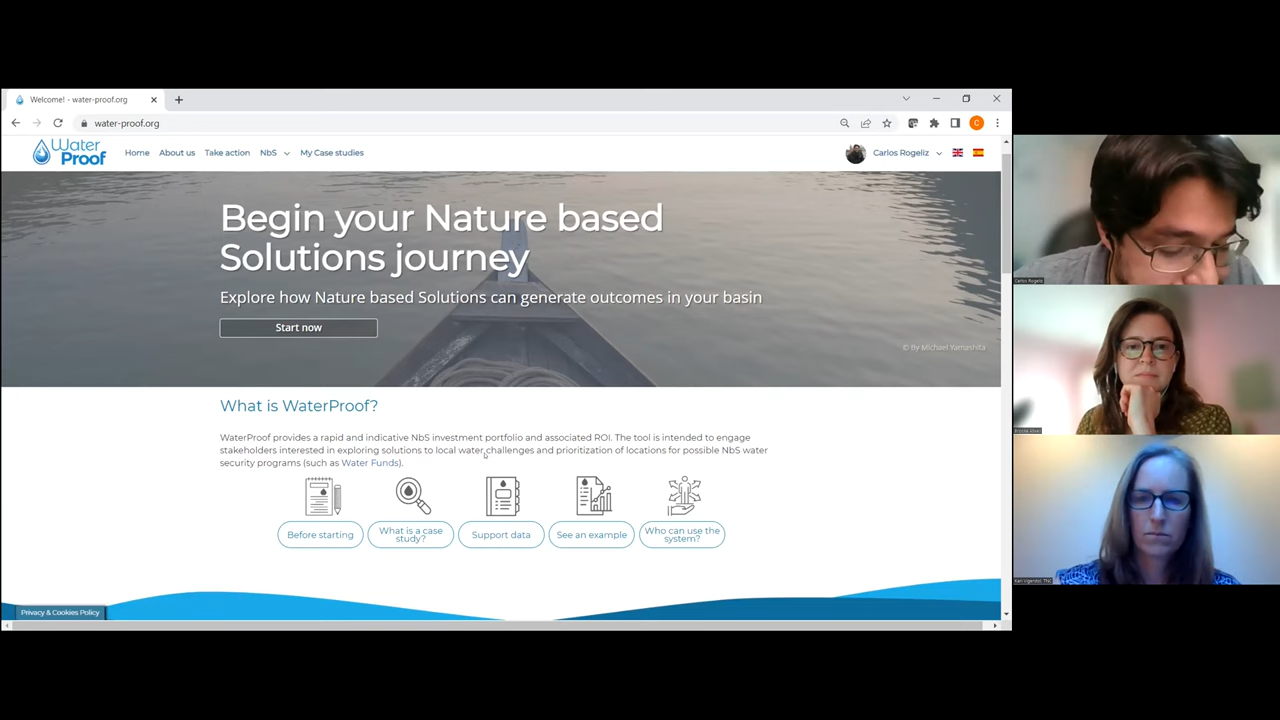 Welcome! - water-proof.org
water-proof.org
Water
Proof
Home
About us
Take action
NbS
My Case studies
Carlos Rogeliz
Begin your Nature based
Solutions journey
Explore how Nature based Solutions can generate outcomes in your basin
Start now
© By Michael Yamashita
What is WaterProof?
WaterProof provides a rapid and indicative NbS investment portfolio and associated ROI. The tool is intended to engage
stakeholders interested in exploring solutions to local water challenges and prioritization of locations for possible NbS water
security programs (such as Water Funds).
Before starting
What is a case
study?
Support data
See an example
Who can use the
system?
Privacy & Cookies Policy
C
Carlos Rogeliz
Kari Vigerstol, TNC